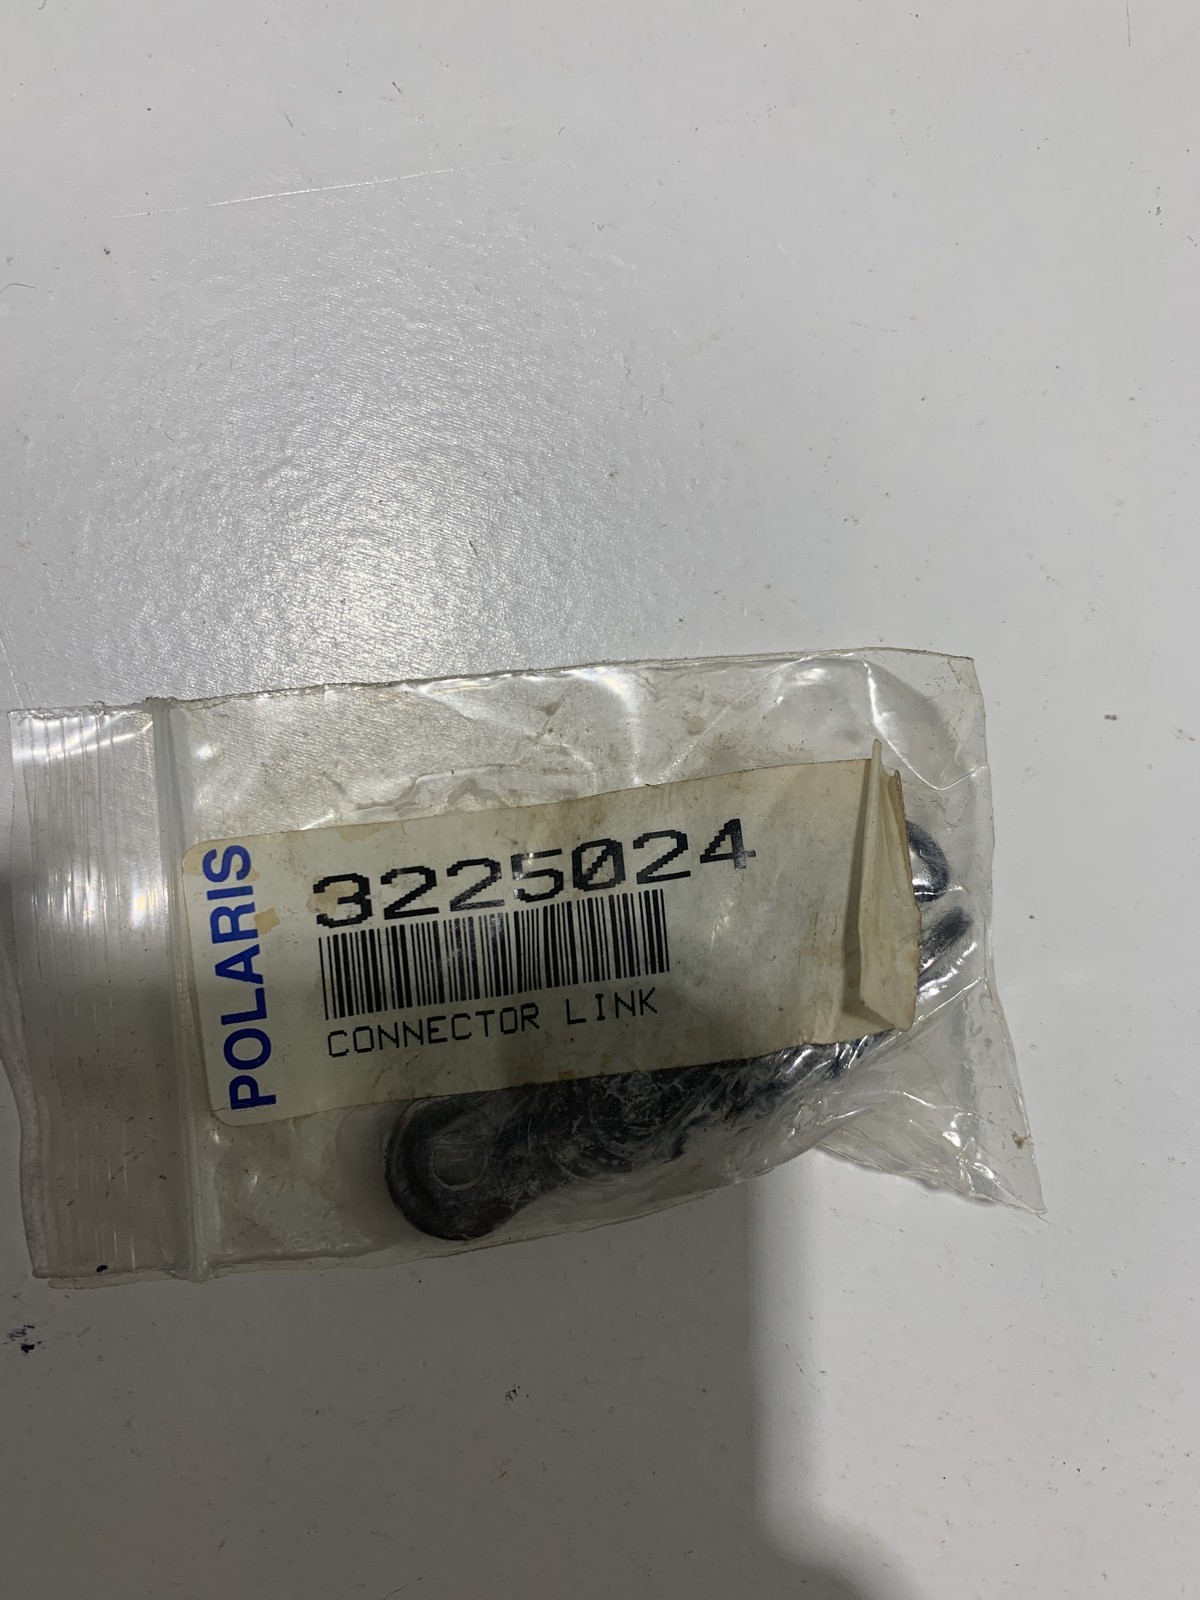 POLARIS
3225024
CONNECTOR LINK